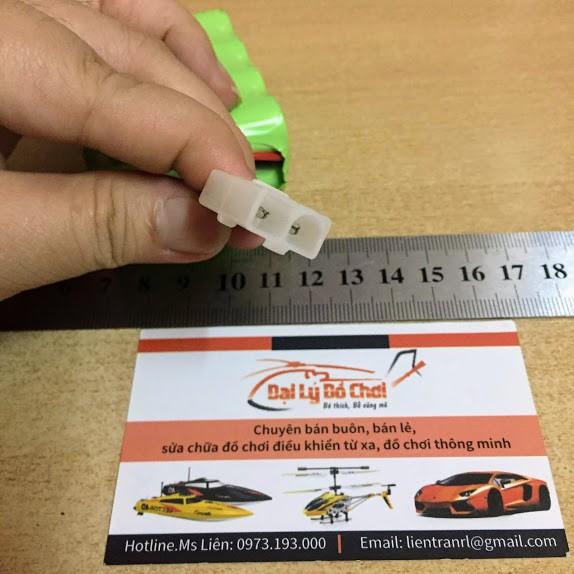 6 7 8 9 10 11 12 13 14 15 16 17 18
Đại Lý Đồ Chơi
Bé thích, Bố cũng mê
Chuyên bán buôn, bán lẻ,
sửa chữa đồ chơi điều khiển từ xa, đồ chơi thông minh
Hotline.Ms Liên: 0973.193.000 | Email: lientranrl@gmail.com